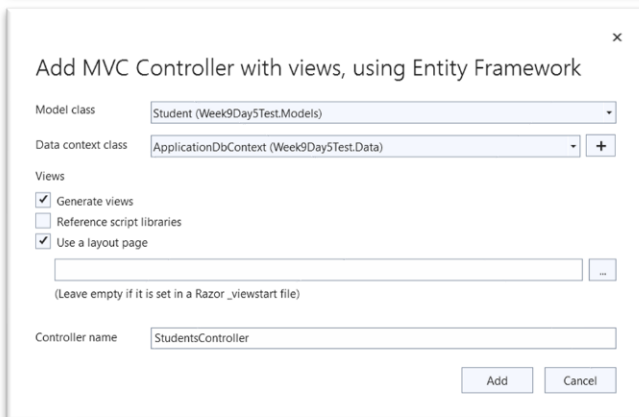 Add MVC Controller with views, using Entity Framework
Model class Student (Week9Day5Test.Models)
Data context class ApplicationDbContext (Week9Day5Test.Data) +
Views
Generate views
Reference script libraries
Use a layout page
...
(Leave empty if it is set in a Razor _viewstart file)
Controller name StudentsController
Add Cancel